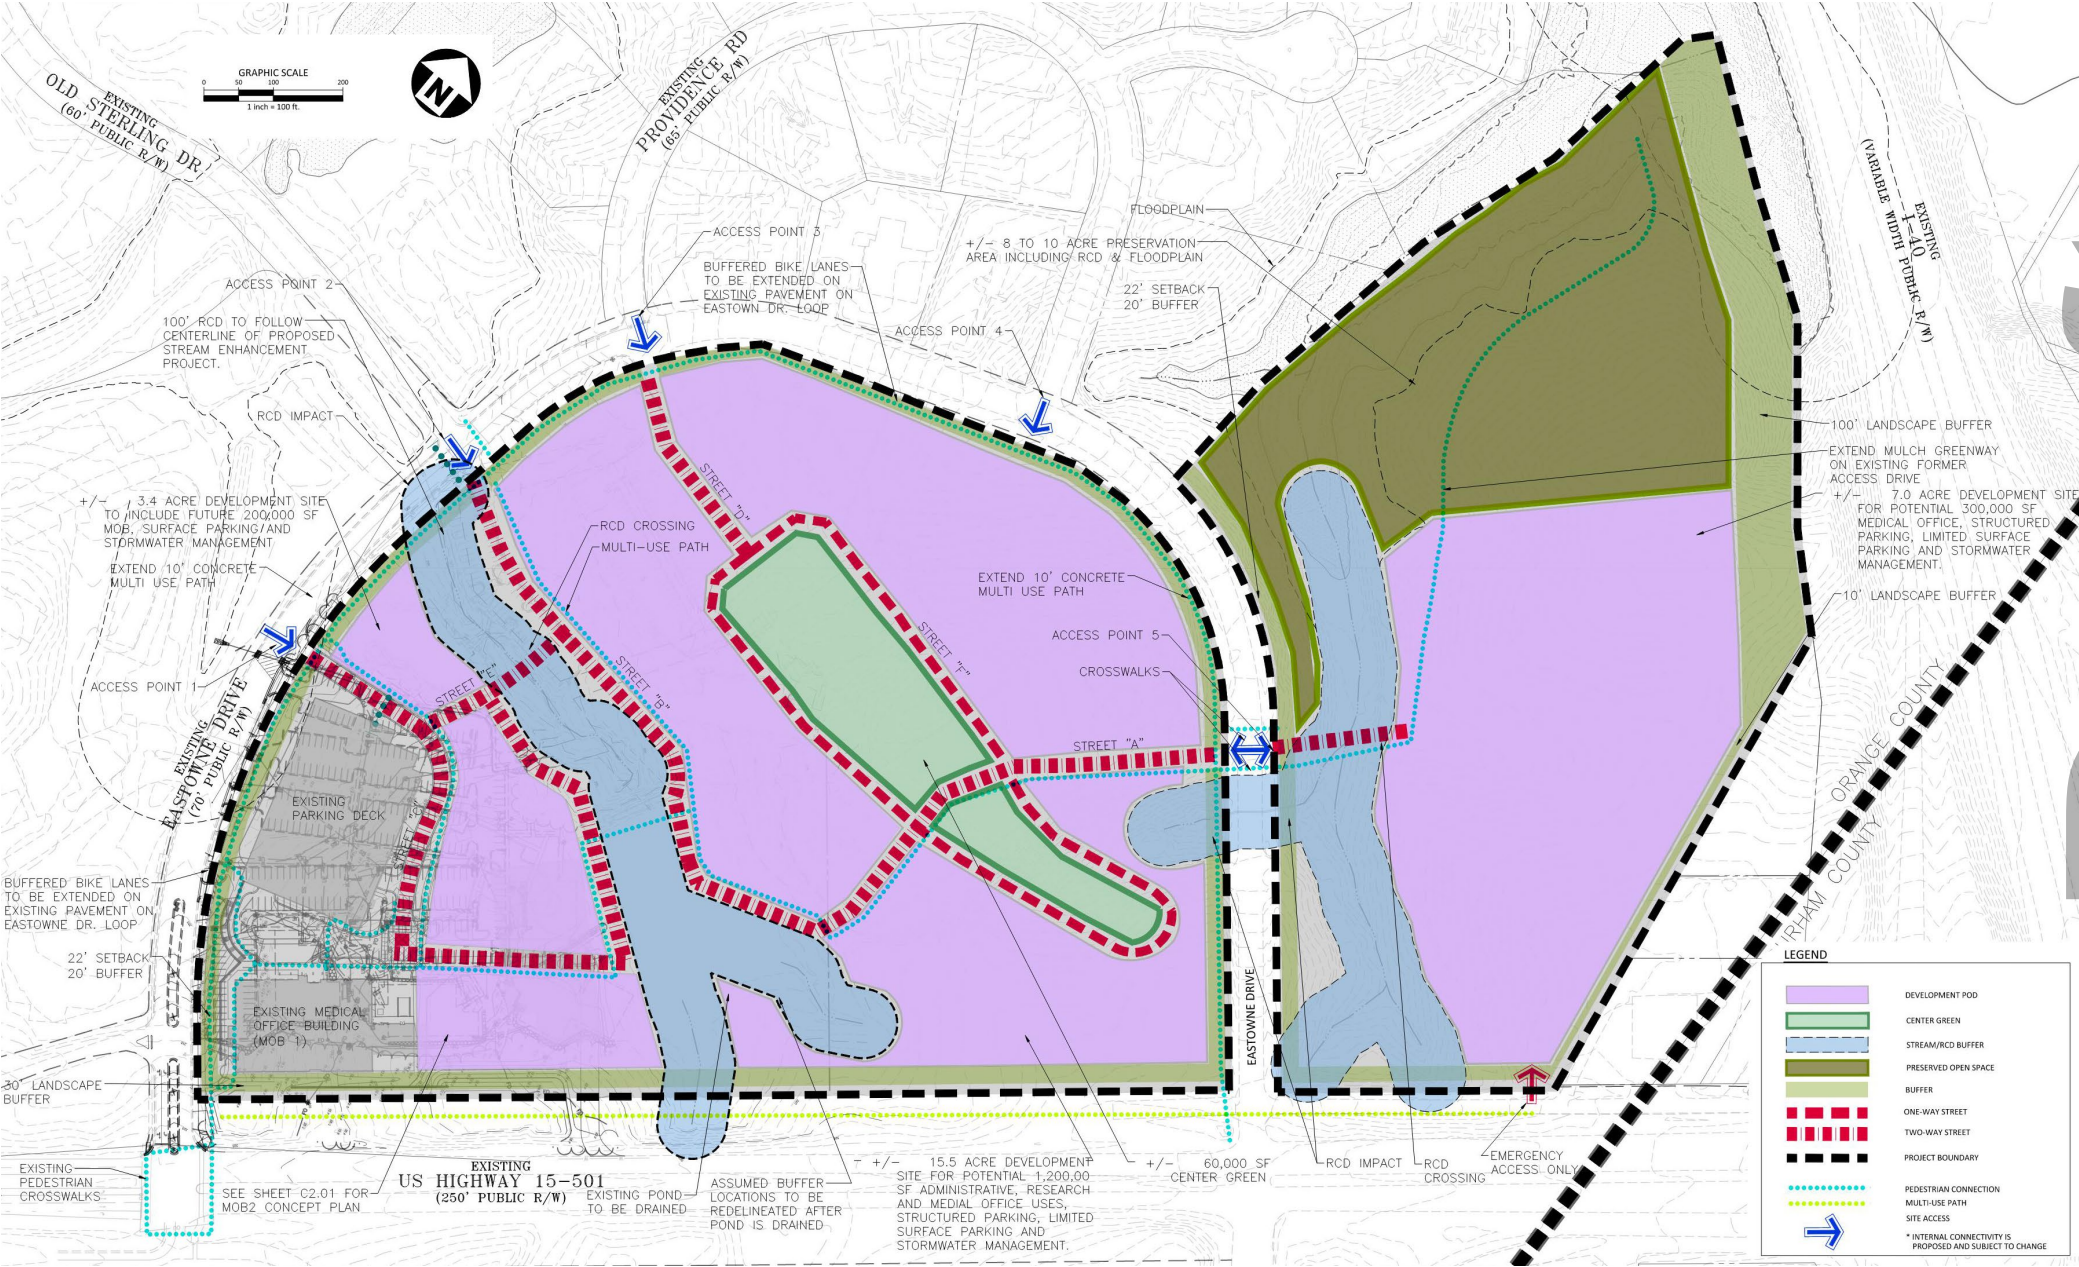 GRAPHIC SCALE
0 50 100 200
1 inch = 100 ft.
N
EXISTING
OLD STERLING DR
(60' PUBLIC R/W)
EXISTING
PROVIDENCE RD
(65' PUBLIC R/W)
EXISTING
I-40
(VARIABLE WIDTH PUBLIC R/W)
ACCESS POINT 3
FLOODPLAIN
+/- 8 TO 10 ACRE PRESERVATION
AREA INCLUDING RCD & FLOODPLAIN
BUFFERED BIKE LANES
TO BE EXTENDED ON
EXISTING PAVEMENT ON
EASTOWN DR. LOOP
22' SETBACK
20' BUFFER
ACCESS POINT 2
ACCESS POINT 4
100' RCD TO FOLLOW
CENTERLINE OF PROPOSED
STREAM ENHANCEMENT
PROJECT.
RCD IMPACT
100' LANDSCAPE BUFFER
EXTEND MULCH GREENWAY
ON EXISTING FORMER
ACCESS DRIVE
+/- 7.0 ACRE DEVELOPMENT SITE
FOR POTENTIAL 300,000 SF
MEDICAL OFFICE, STRUCTURED
PARKING, LIMITED SURFACE
PARKING AND STORMWATER
MANAGEMENT.
+/- 3.4 ACRE DEVELOPMENT SITE
TO INCLUDE FUTURE 200,000 SF
MOB, SURFACE PARKING AND
STORMWATER MANAGEMENT
STREET "D"
RCD CROSSING
MULTI-USE PATH
EXTEND 10' CONCRETE
MULTI USE PATH
EXTEND 10' CONCRETE
MULTI USE PATH
10' LANDSCAPE BUFFER
ACCESS POINT 5
CROSSWALKS
STREET "F"
STREET "B"
STREET "E"
ACCESS POINT 1
EXISTING
EASTOWNE DRIVE
(70' PUBLIC R/W)
STREET "A"
EXISTING
PARKING DECK
STREET "C"
ORANGE COUNTY
BUFFERED BIKE LANES
TO BE EXTENDED ON
EXISTING PAVEMENT ON
EASTOWNE DR. LOOP
22' SETBACK
20' BUFFER
EXISTING MEDICAL
OFFICE BUILDING
(MOB 1)
EASTOWNE DRIVE
30' LANDSCAPE
BUFFER
EXISTING
PEDESTRIAN
CROSSWALKS
SEE SHEET C2.01 FOR
MOB2 CONCEPT PLAN
EXISTING
US HIGHWAY 15-501
(250' PUBLIC R/W)
EXISTING POND
TO BE DRAINED
ASSUMED BUFFER
LOCATIONS TO BE
REDELINEATED AFTER
POND IS DRAINED
+/- 15.5 ACRE DEVELOPMENT
SITE FOR POTENTIAL 1,200,00
SF ADMINISTRATIVE, RESEARCH
AND MEDIAL OFFICE USES,
STRUCTURED PARKING, LIMITED
SURFACE PARKING AND
STORMWATER MANAGEMENT.
+/- 60,000 SF
CENTER GREEN
RCD IMPACT
RCD
CROSSING
EMERGENCY
ACCESS ONLY
LEGEND
DEVELOPMENT POD
CENTER GREEN
STREAM/RCD BUFFER
PRESERVED OPEN SPACE
BUFFER
ONE-WAY STREET
TWO-WAY STREET
PROJECT BOUNDARY
PEDESTRIAN CONNECTION
MULTI-USE PATH
SITE ACCESS
* INTERNAL CONNECTIVITY IS
PROPOSED AND SUBJECT TO CHANGE